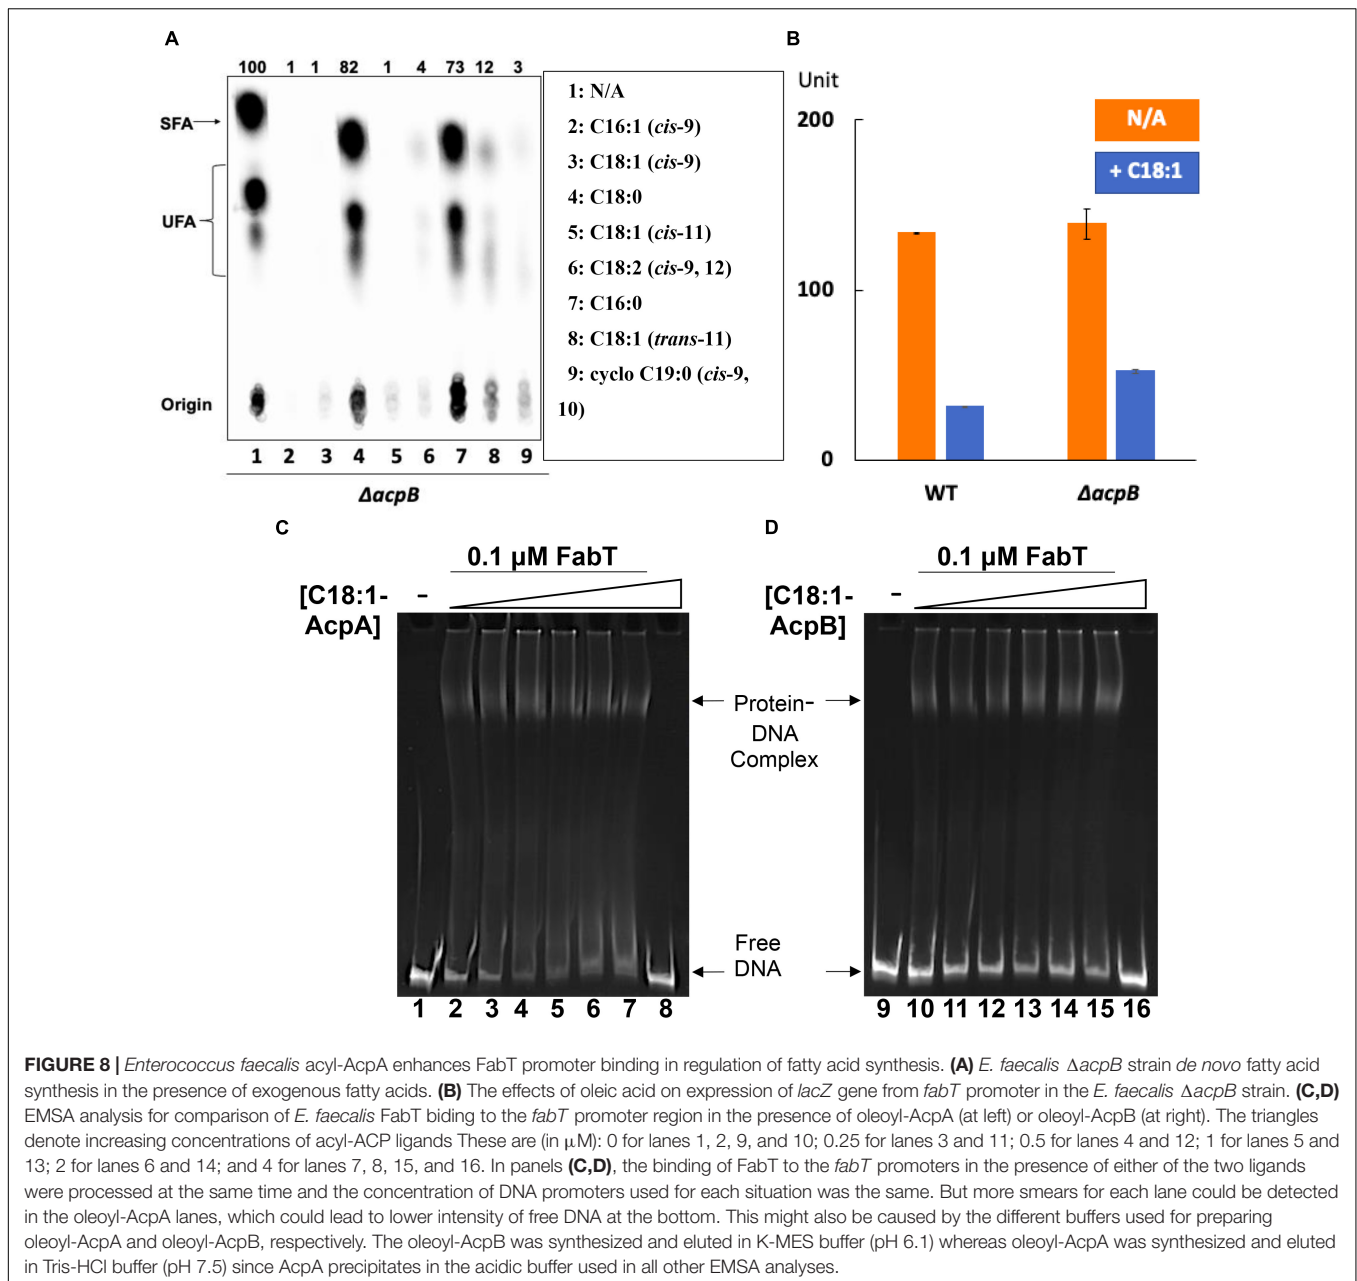 A
100 1 1 82 1 4 73 12 3
SFA
UFA
Origin
1 2 3 4 5 6 7 8 9
ΔacpB
1: N/A
2: C16:1 (cis-9)
3: C18:1 (cis-9)
4: C18:0
5: C18:1 (cis-11)
6: C18:2 (cis-9, 12)
7: C16:0
8: C18:1 (trans-11)
9: cyclo C19:0 (cis-9,
10)
B
Unit
200
100
0
N/A
+ C18:1
WT ΔacpB
C
0.1 µM FabT
[C18:1-
AcpA]
-
1 2 3 4 5 6 7 8
Protein-
DNA
Complex
Free
DNA
D
0.1 µM FabT
[C18:1-
AcpB]
-
9 10 11 12 13 14 15 16
FIGURE 8 | Enterococcus faecalis acyl-AcpA enhances FabT promoter binding in regulation of fatty acid synthesis. (A) E. faecalis ΔacpB strain de novo fatty acid
synthesis in the presence of exogenous fatty acids. (B) The effects of oleic acid on expression of lacZ gene from fabT promoter in the E. faecalis ΔacpB strain. (C,D)
EMSA analysis for comparison of E. faecalis FabT biding to the fabT promoter region in the presence of oleoyl-AcpA (at left) or oleoyl-AcpB (at right). The triangles
denote increasing concentrations of acyl-ACP ligands These are (in µM): 0 for lanes 1, 2, 9, and 10; 0.25 for lanes 3 and 11; 0.5 for lanes 4 and 12; 1 for lanes 5 and
13; 2 for lanes 6 and 14; and 4 for lanes 7, 8, 15, and 16. In panels (C,D), the binding of FabT to the fabT promoters in the presence of either of the two ligands
were processed at the same time and the concentration of DNA promoters used for each situation was the same. But more smears for each lane could be detected
in the oleoyl-AcpA lanes, which could lead to lower intensity of free DNA at the bottom. This might also be caused by the different buffers used for preparing
oleoyl-AcpA and oleoyl-AcpB, respectively. The oleoyl-AcpB was synthesized and eluted in K-MES buffer (pH 6.1) whereas oleoyl-AcpA was synthesized and eluted
in Tris-HCl buffer (pH 7.5) since AcpA precipitates in the acidic buffer used in all other EMSA analyses.